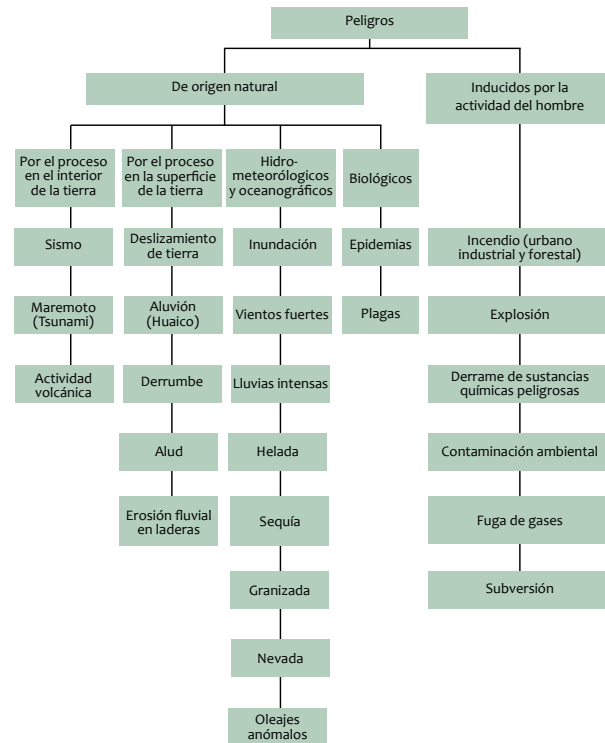 Peligros
De origen natural
Inducidos por la
actividad del hombre
Por el proceso
en el interior
de la tierra
Por el proceso
en la superficie
de la tierra
Hidro-
meteorólogicos
y oceanográficos
Biológicos
Sismo
Deslizamiento
de tierra
Inundación
Epidemias
Incendio (urbano
industrial y forestal)
Maremoto
(Tsunami)
Aluvión
(Huaico)
Vientos fuertes
Plagas
Explosión
Actividad
volcánica
Derrumbe
Lluvias intensas
Derrame de sustancias
químicas peligrosas
Alud
Helada
Contaminación ambiental
Erosión fluvial
en laderas
Sequía
Fuga de gases
Granizada
Subversión
Nevada
Oleajes
anómalos